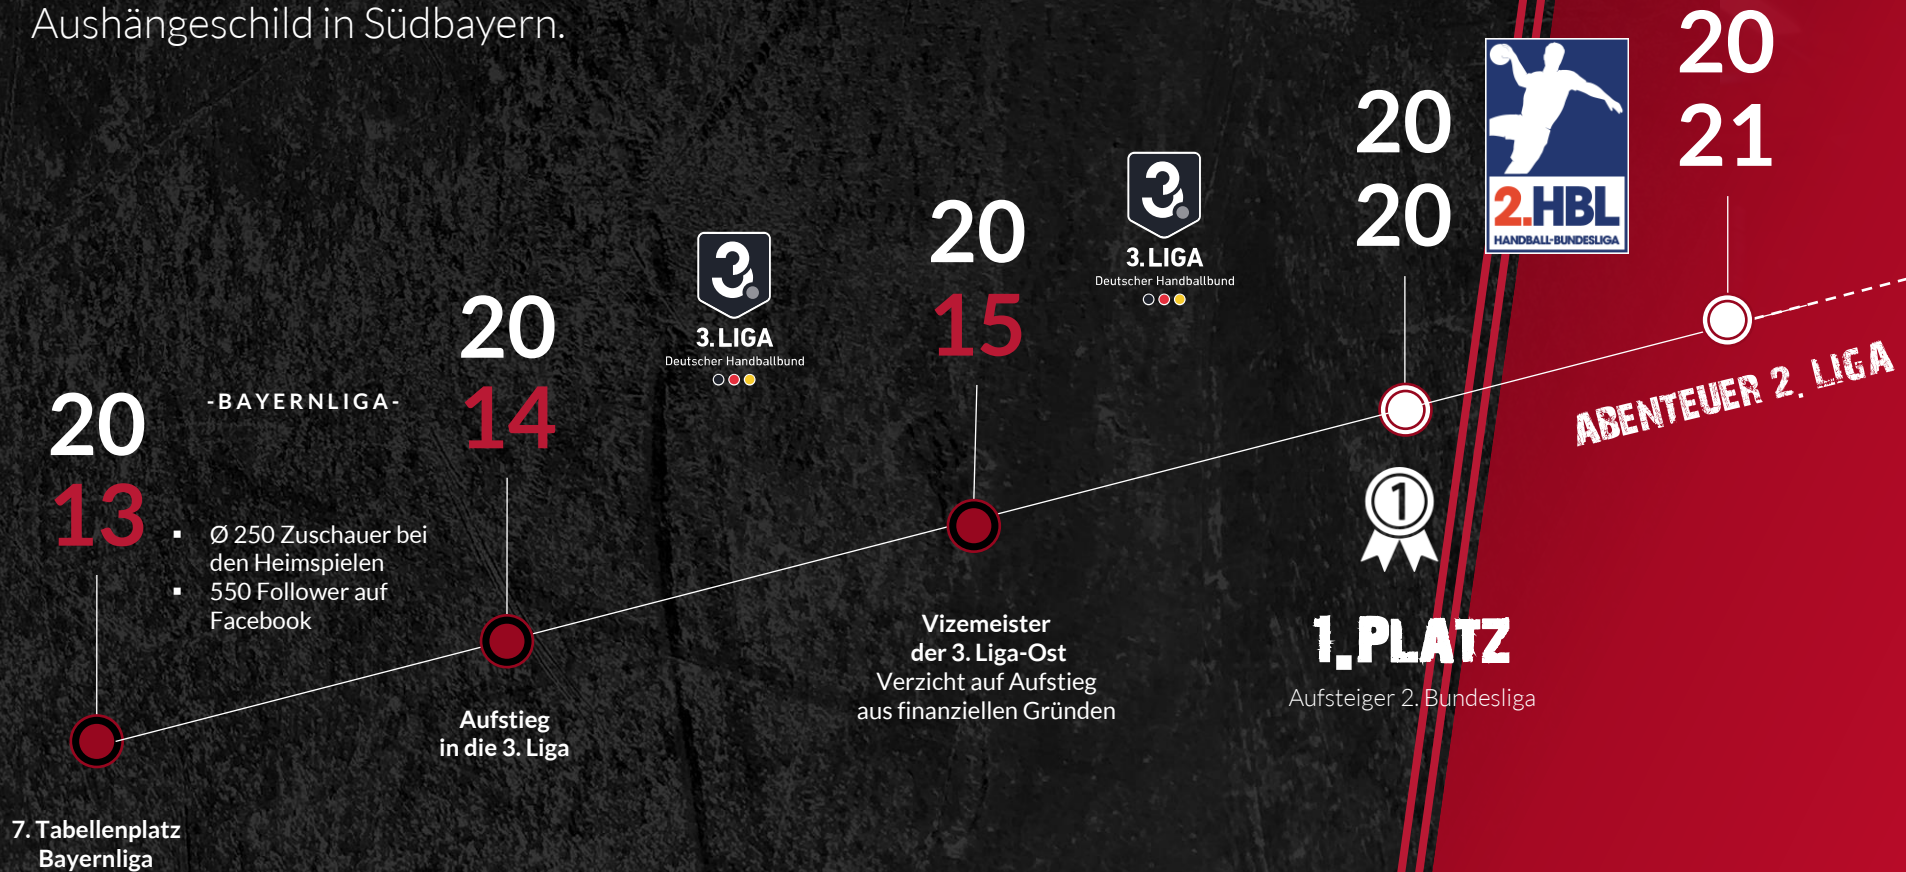 Aushängeschild in Südbayern.
20
13
-BAYERNLIGA-
▪ Ø 250 Zuschauer bei
den Heimspielen
▪ 550 Follower auf
Facebook
7. Tabellenplatz
Bayernliga
20
14
Aufstieg
in die 3. Liga
3.
3. LIGA
Deutscher Handballbund
20
15
Vizemeister
der 3. Liga-Ost
Verzicht auf Aufstieg
aus finanziellen Gründen
3.
3. LIGA
Deutscher Handballbund
20
20
1
1. PLATZ
Aufsteiger 2. Bundesliga
2.HBL
HANDBALL-BUNDESLIGA
20
21
ABENTEUER 2. LIGA